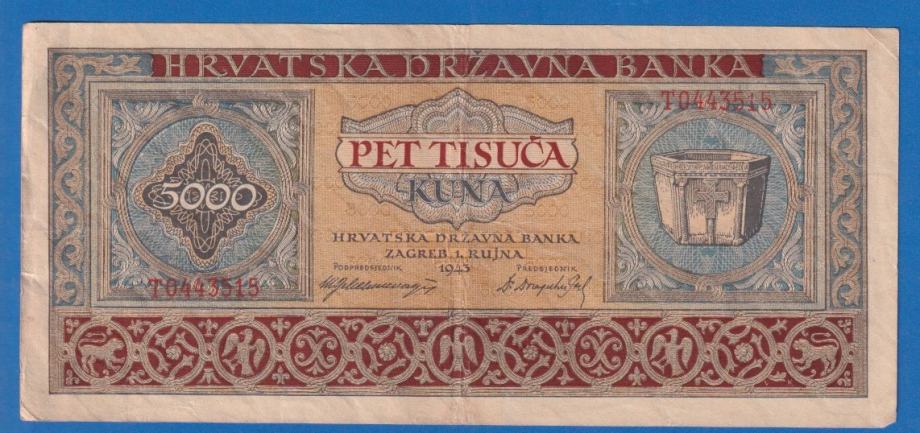 HRVATSKA DRŽAVNA BANKA
T0443515
PET TISUĆA
5000
KUNA
HRVATSKA DRŽAVNA BANKA
ZAGREB, 1. RUJNA
1943
PODPREDSJEDNIK
PREDSJEDNIK
T0443515